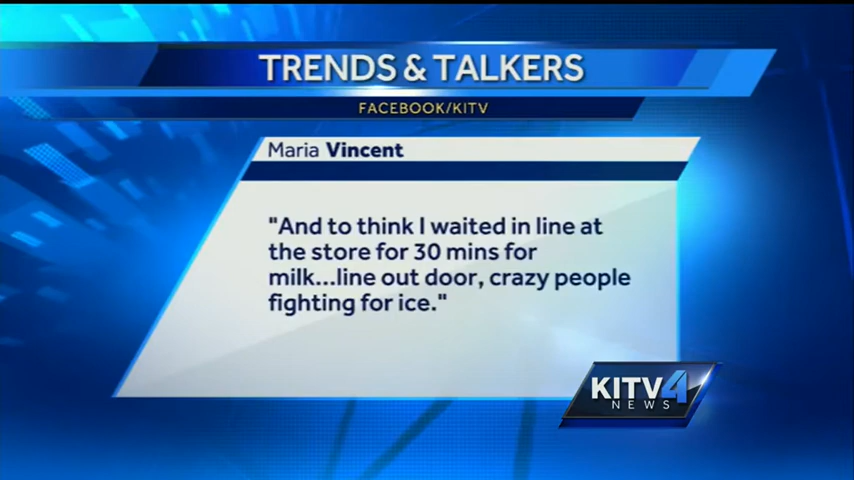 TRENDS & TALKERS
FACEBOOK/KITV
Maria Vincent
"And to think I waited in line at
the store for 30 mins for
milk...line out door, crazy people
fighting for ice."
KITV4
NEWS